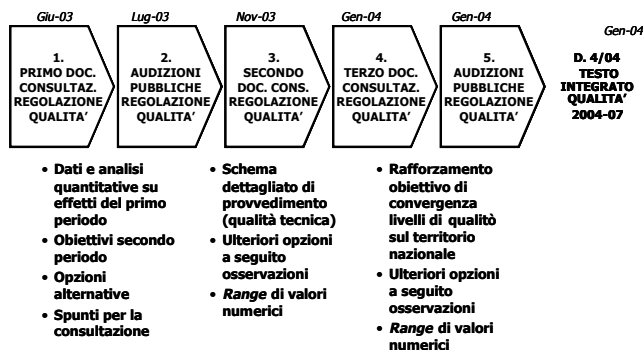 Giu-03
Lug-03
Nov-03
Gen-04
Gen-04
Gen-04
1.
PRIMO DOC.
CONSULTAZ.
REGOLAZIONE
QUALITA’
2.
AUDIZIONI
PUBBLICHE
REGOLAZIONE
QUALITA’
3.
SECONDO
DOC. CONS.
REGOLAZIONE
QUALITA’
4.
TERZO DOC.
CONSULTAZ.
REGOLAZIONE
QUALITA’
5.
AUDIZIONI
PUBBLICHE
REGOLAZIONE
QUALITA’
D. 4/04
TESTO
INTEGRATO
QUALITA’
2004-07
• Dati e analisi
quantitative su
effetti del primo
periodo
• Obiettivi secondo
periodo
• Opzioni
alternative
• Spunti per la
consultazione
• Schema
dettagliato di
provvedimento
(qualità tecnica)
• Ulteriori opzioni
a seguito
osservazioni
• Range di valori
numerici
• Rafforzamento
obiettivo di
convergenza
livelli di qualitò
sul territorio
nazionale
• Ulteriori opzioni
a seguito
osservazioni
• Range di valori
numerici